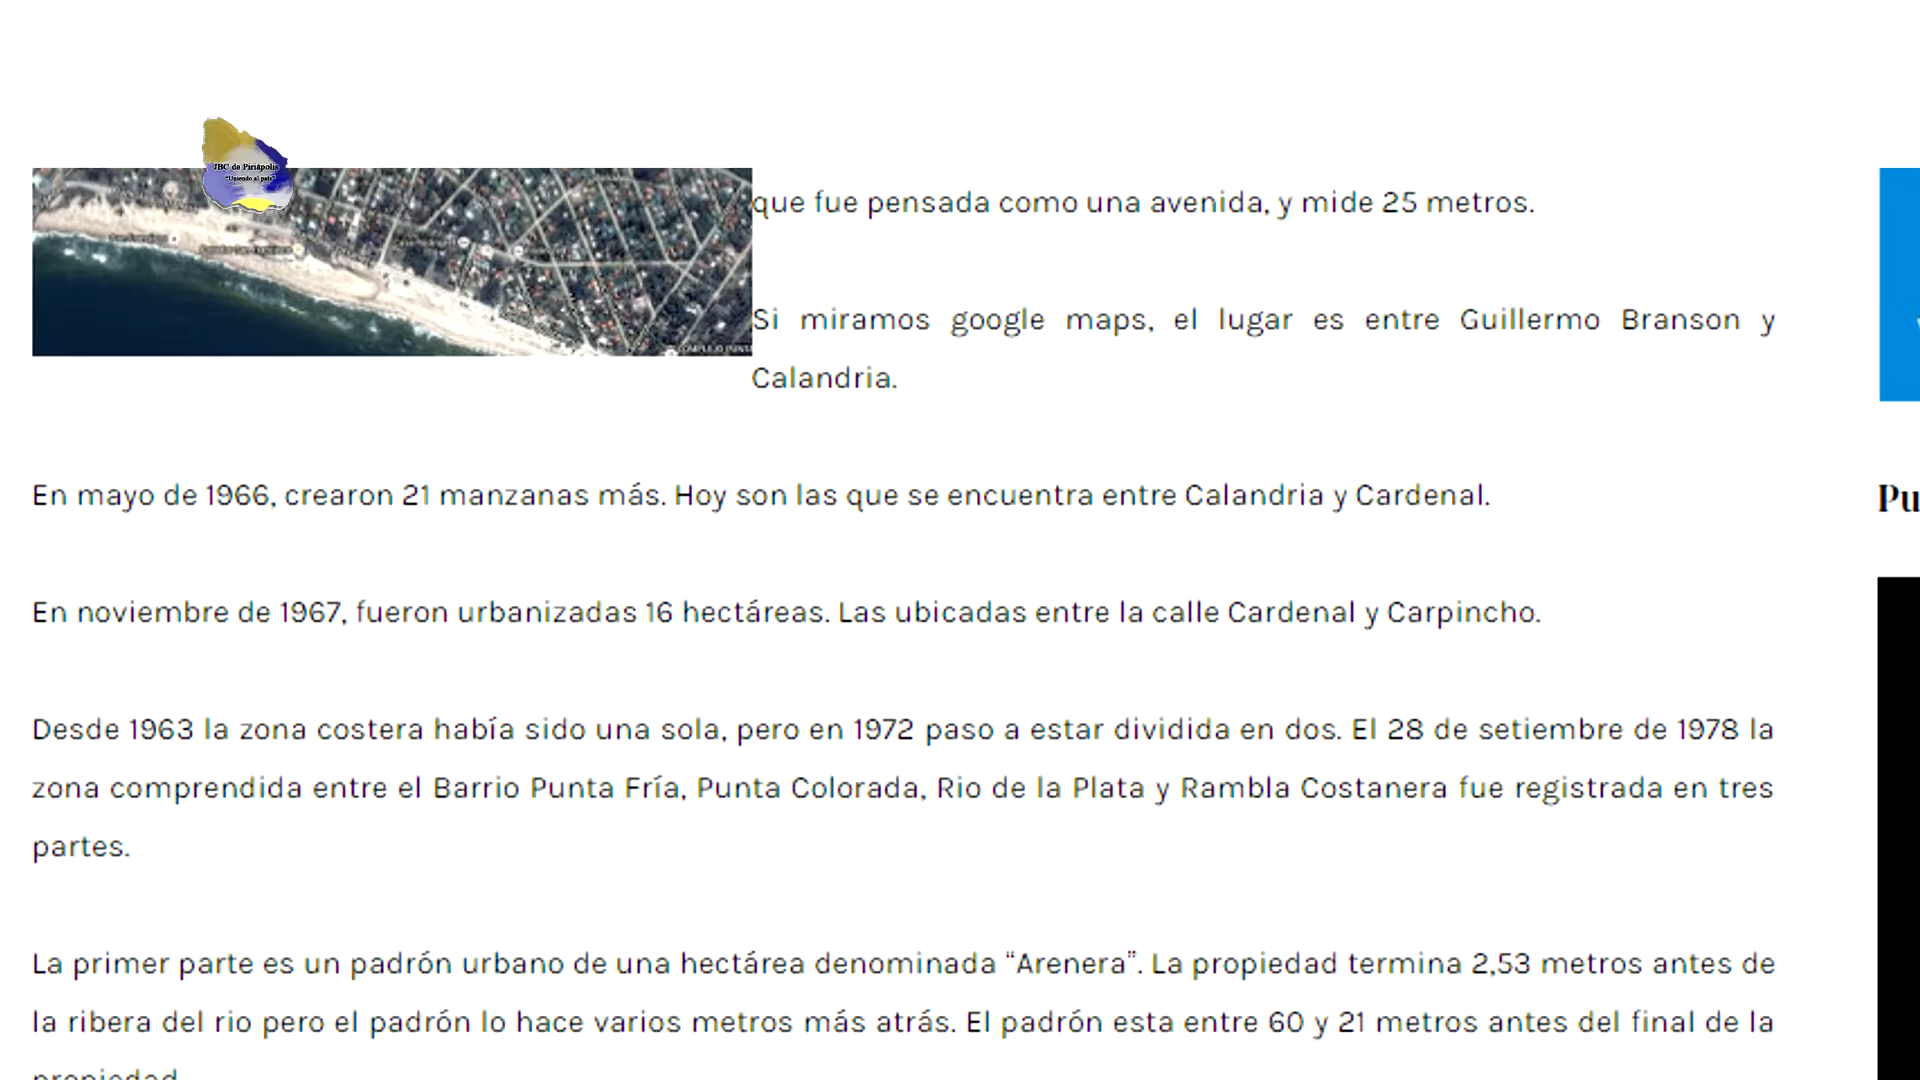 JBC de Piriápolis
"Uniendo al país"
que fue pensada como una avenida, y mide 25 metros.
Si miramos google maps, el lugar es entre Guillermo Branson y
Calandria.
En mayo de 1966, crearon 21 manzanas más. Hoy son las que se encuentra entre Calandria y Cardenal.
En noviembre de 1967, fueron urbanizadas 16 hectáreas. Las ubicadas entre la calle Cardenal y Carpincho.
Desde 1963 la zona costera había sido una sola, pero en 1972 paso a estar dividida en dos. El 28 de setiembre de 1978 la
zona comprendida entre el Barrio Punta Fría, Punta Colorada, Rio de la Plata y Rambla Costanera fue registrada en tres
partes.
La primer parte es un padrón urbano de una hectárea denominada “Arenera”. La propiedad termina 2,53 metros antes de
la ribera del rio pero el padrón lo hace varios metros más atrás. El padrón esta entre 60 y 21 metros antes del final de la
propiedad
Pu